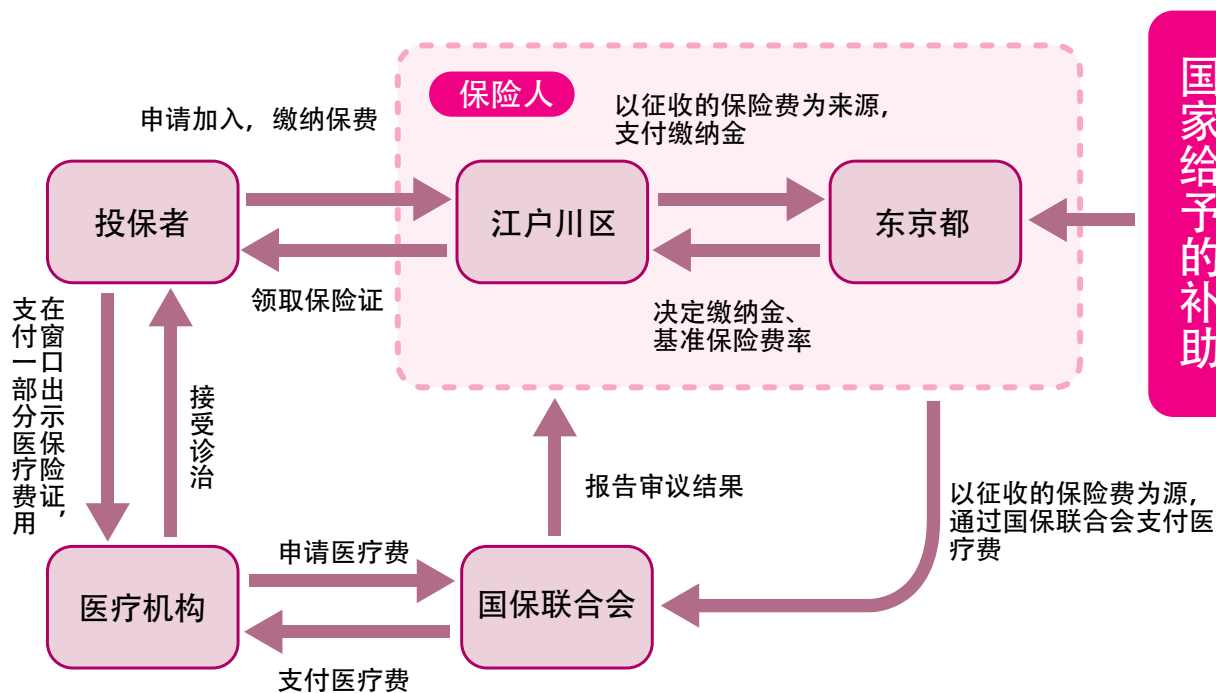 保险人
申请加入，缴纳保费
以征收的保险费为来源，
支付缴纳金
国家给予的补助
投保者
江户川区
东京都
领取保险证
决定缴纳金、
基准保险费率
在窗口出示保险证，
支付一部分医疗费用
接受诊治
报告审议结果
以征收的保险费为源，
通过国保联合会支付医
疗费
申请医疗费
医疗机构
国保联合会
支付医疗费